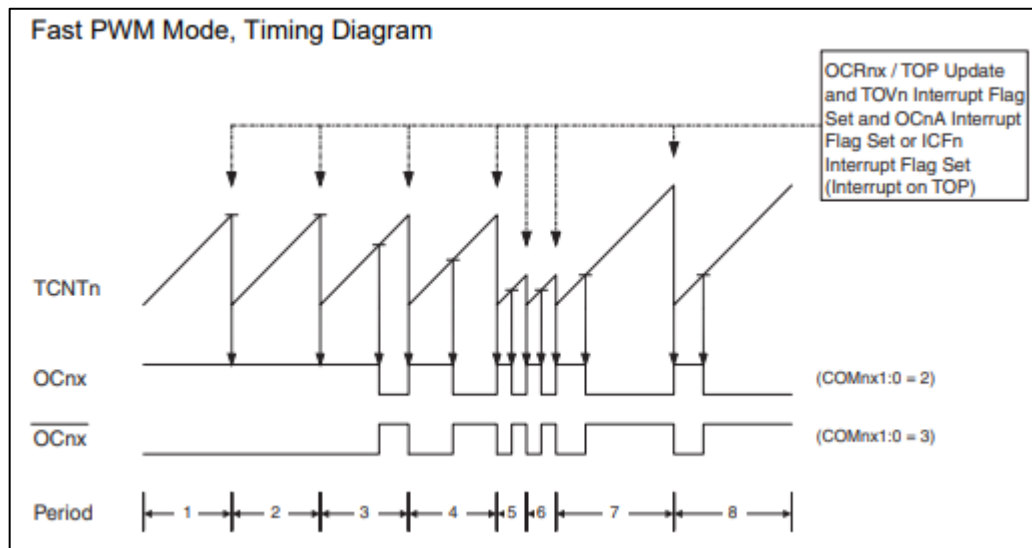 Fast PWM Mode, Timing Diagram
OCRnx / TOP Update
and TOVn Interrupt Flag
Set and OCnA Interrupt
Flag Set or ICFn
Interrupt Flag Set
(Interrupt on TOP)
TCNTn
OCnx
(COMnx1:0 = 2)
OCnx
(COMnx1:0 = 3)
Period
1 2 3 4 5 6 7 8